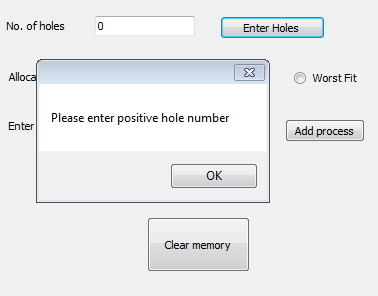 No. of holes 0 Enter Holes
Alloca Worst Fit
Please enter positive hole number
Enter Add process
OK
Clear memory